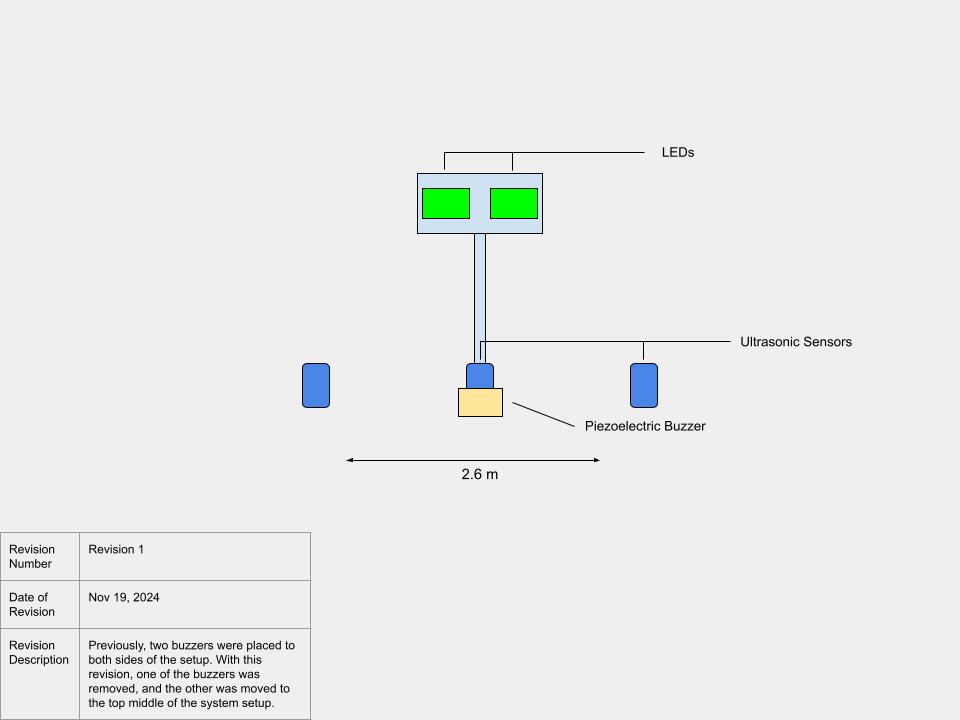 LEDs
Ultrasonic Sensors
Piezoelectric Buzzer
2.6 m
Revision
Number
Revision 1
Date of
Revision
Nov 19, 2024
Revision
Description
Previously, two buzzers were placed to
both sides of the setup. With this
revision, one of the buzzers was
removed, and the other was moved to
the top middle of the system setup.